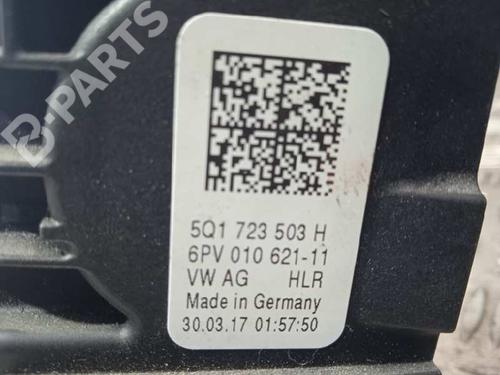 B-PARTS
5Q1 723 503 H
6PV 010 621-11
VW AG HLR
Made in Germany
30.03.17 01:57:50